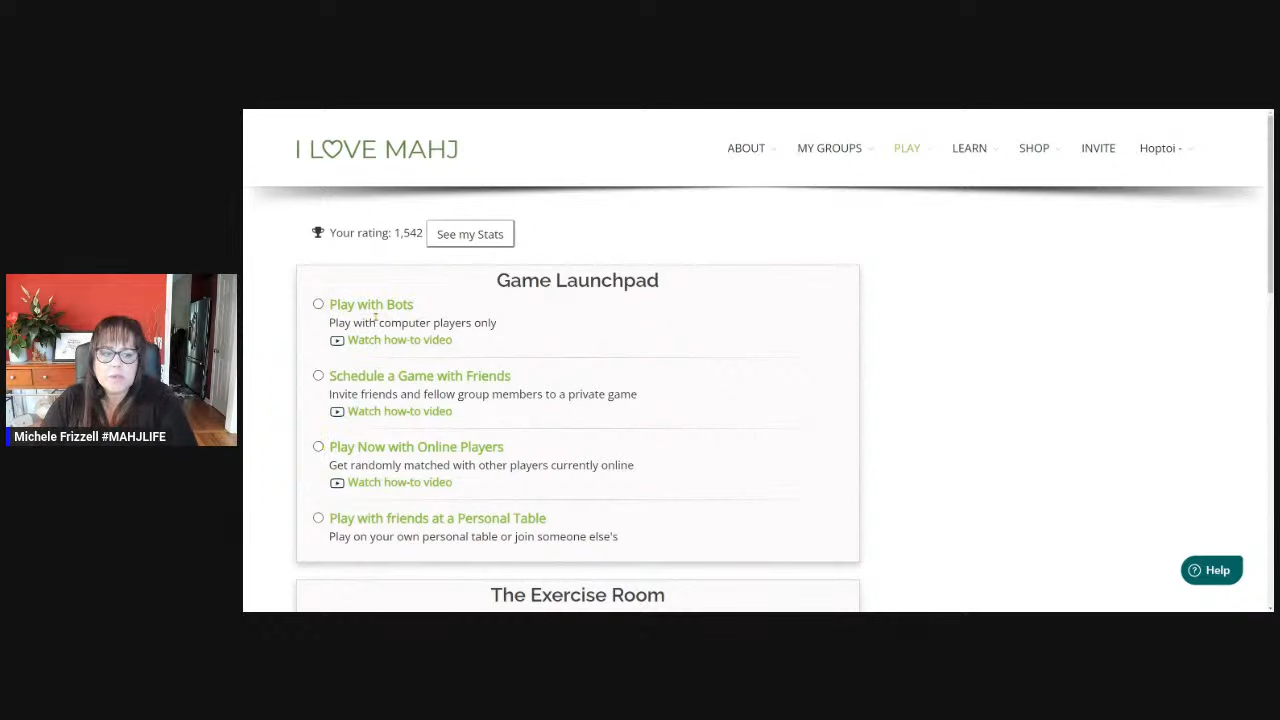 I LOVE MAHJ
ABOUT
MY GROUPS
PLAY
LEARN
SHOP
INVITE
Hoptoi -
Your rating: 1,542
See my Stats
Game Launchpad
Play with Bots
Play with computer players only
Watch how-to video
Schedule a Game with Friends
Invite friends and fellow group members to a private game
Watch how-to video
Play Now with Online Players
Get randomly matched with other players currently online
Watch how-to video
Play with friends at a Personal Table
Play on your own personal table or join someone else's
The Exercise Room
Help
Michele Frizzell #MAHJLIFE